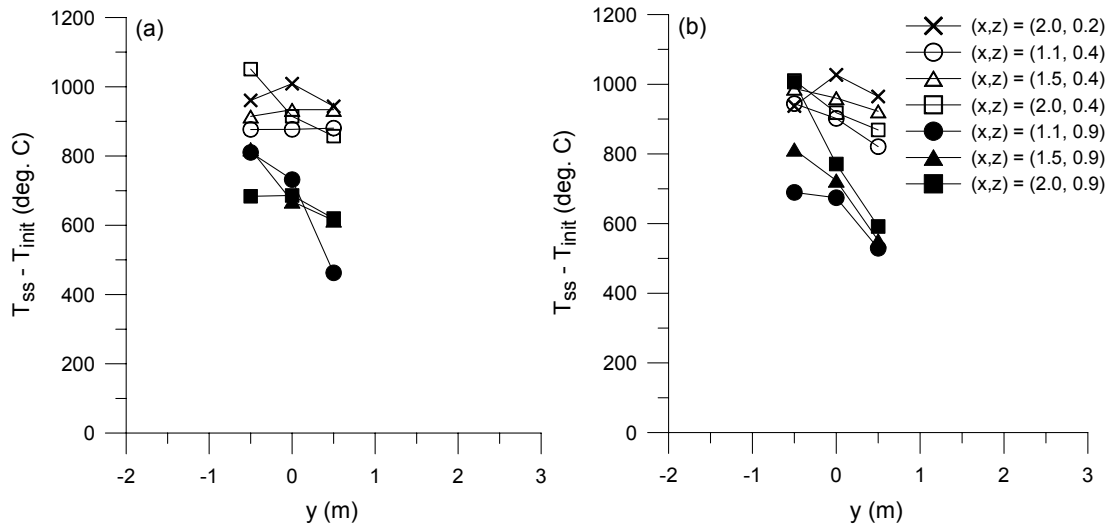 (a)
1200
1000
800
600
400
200
0
T_ss - T_init (deg. C)
-2 -1 0 1 2 3
y (m)
(b)
1200
1000
800
600
400
200
0
T_ss - T_init (deg. C)
-2 -1 0 1 2 3
y (m)
(x,z) = (2.0, 0.2)
(x,z) = (1.1, 0.4)
(x,z) = (1.5, 0.4)
(x,z) = (2.0, 0.4)
(x,z) = (1.1, 0.9)
(x,z) = (1.5, 0.9)
(x,z) = (2.0, 0.9)